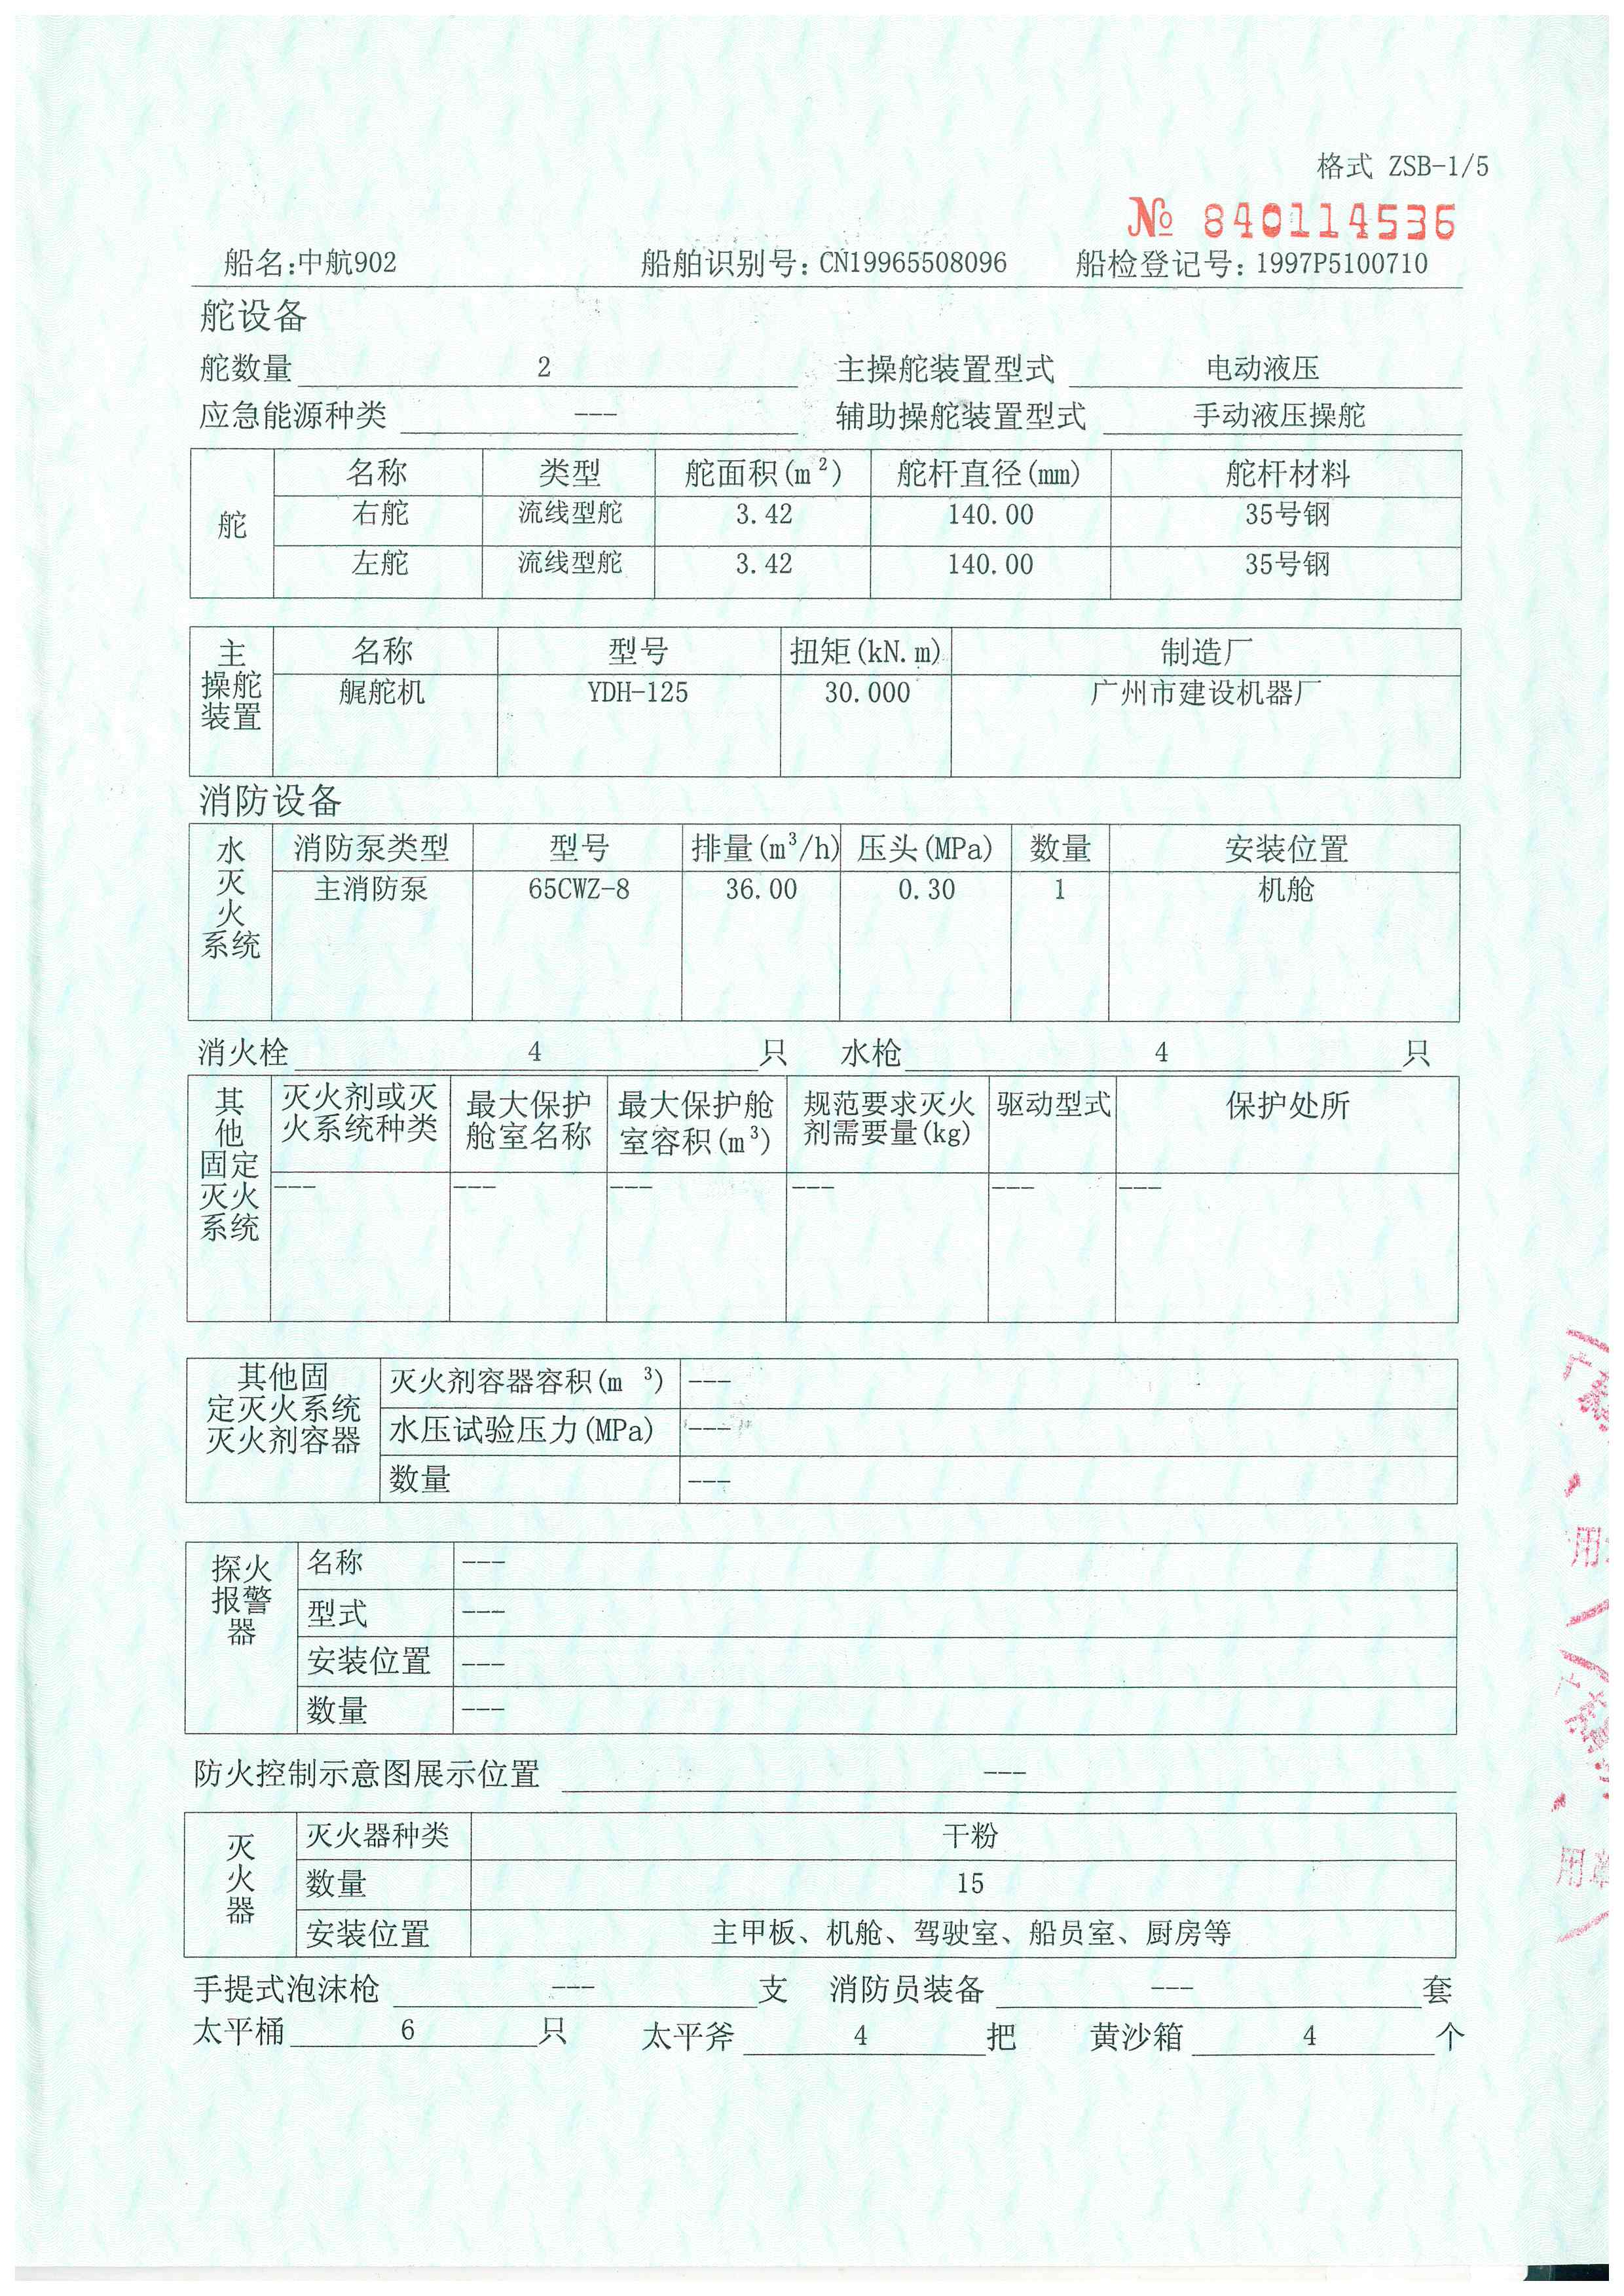 格式 ZSB-1/5
№ 840114536
船名:中航902 船舶识别号: CN19965508096 船检登记号: 1997P5100710
舵设备
舵数量 2 主操舵装置型式 电动液压
应急能源种类 --- 辅助操舵装置型式 手动液压操舵
舵 名称 类型 舵面积(m²) 舵杆直径(mm) 舵杆材料
右舵 流线型舵 3.42 140.00 35号钢
左舵 流线型舵 3.42 140.00 35号钢
主操舵装置 名称 型号 扭矩(kN.m) 制造厂
艉舵机 YDH-125 30.000 广州市建设机器厂
消防设备
水灭火系统 消防泵类型 型号 排量(m³/h) 压头(MPa) 数量 安装位置
主消防泵 65CWZ-8 36.00 0.30 1 机舱
消火栓 4 只 水枪 4 只
其他固定灭火系统 灭火剂或灭火系统种类 最大保护舱室名称 最大保护舱室容积(m³) 规范要求灭火剂需要量(kg) 驱动型式 保护处所
--- --- --- --- --- ---
其他固定灭火系统灭火剂容器 灭火剂容器容积(m ³) ---
水压试验压力(MPa) ---
数量 ---
探火报警器 名称 ---
型式 ---
安装位置 ---
数量 ---
防火控制示意图展示位置 ---
灭火器 灭火器种类 干粉
数量 15
安装位置 主甲板、机舱、驾驶室、船员室、厨房等
手提式泡沫枪 --- 支 消防员装备 --- 套
太平桶 6 只 太平斧 4 把 黄沙箱 4 个
用
用章